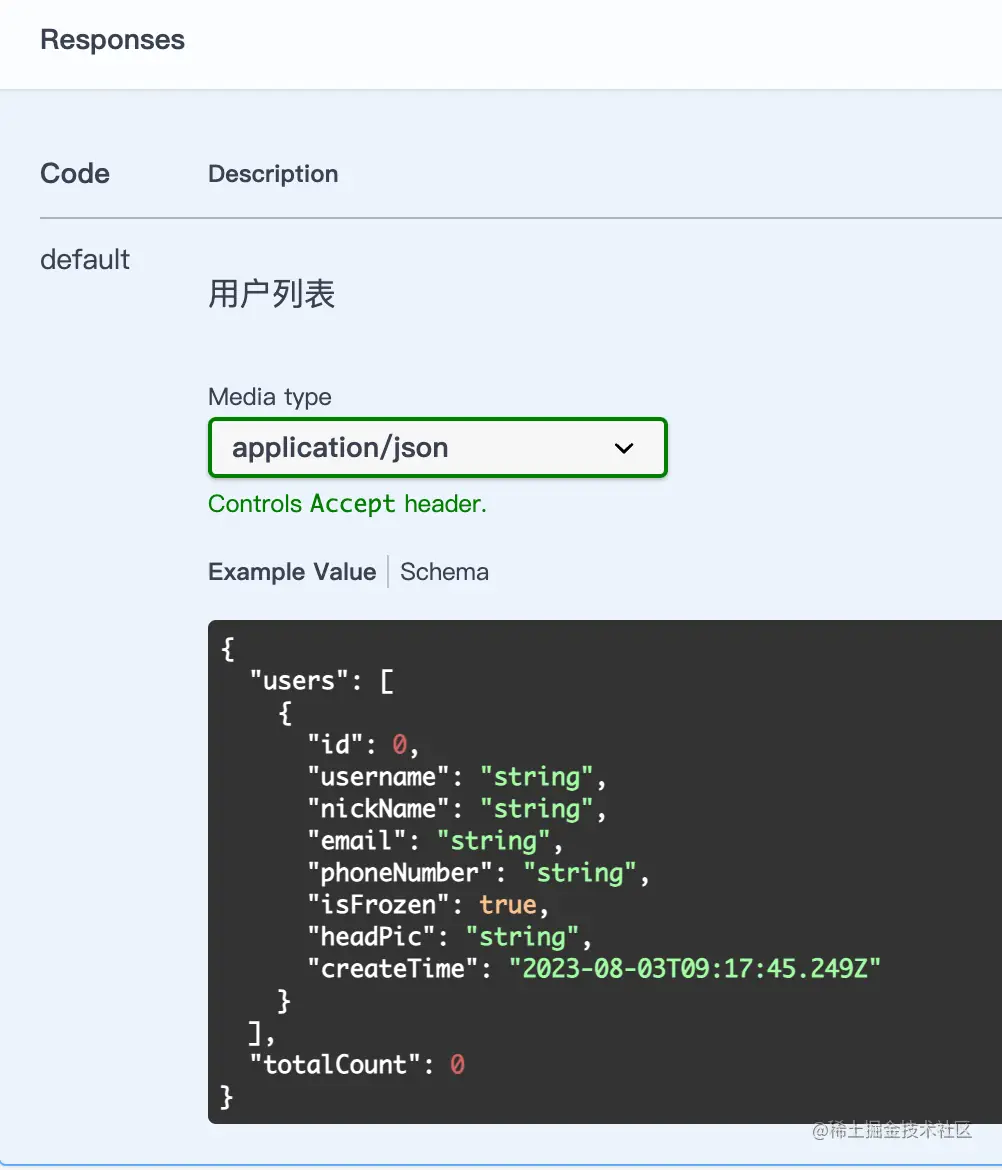 Responses
Code Description
default
用户列表
Media type
application/json
Controls Accept header.
Example Value | Schema
{
  "users": [
    {
      "id": 0,
      "username": "string",
      "nickName": "string",
      "email": "string",
      "phoneNumber": "string",
      "isFrozen": true,
      "headPic": "string",
      "createTime": "2023-08-03T09:17:45.249Z"
    }
  ],
  "totalCount": 0
}
@稀土掘金技术社区